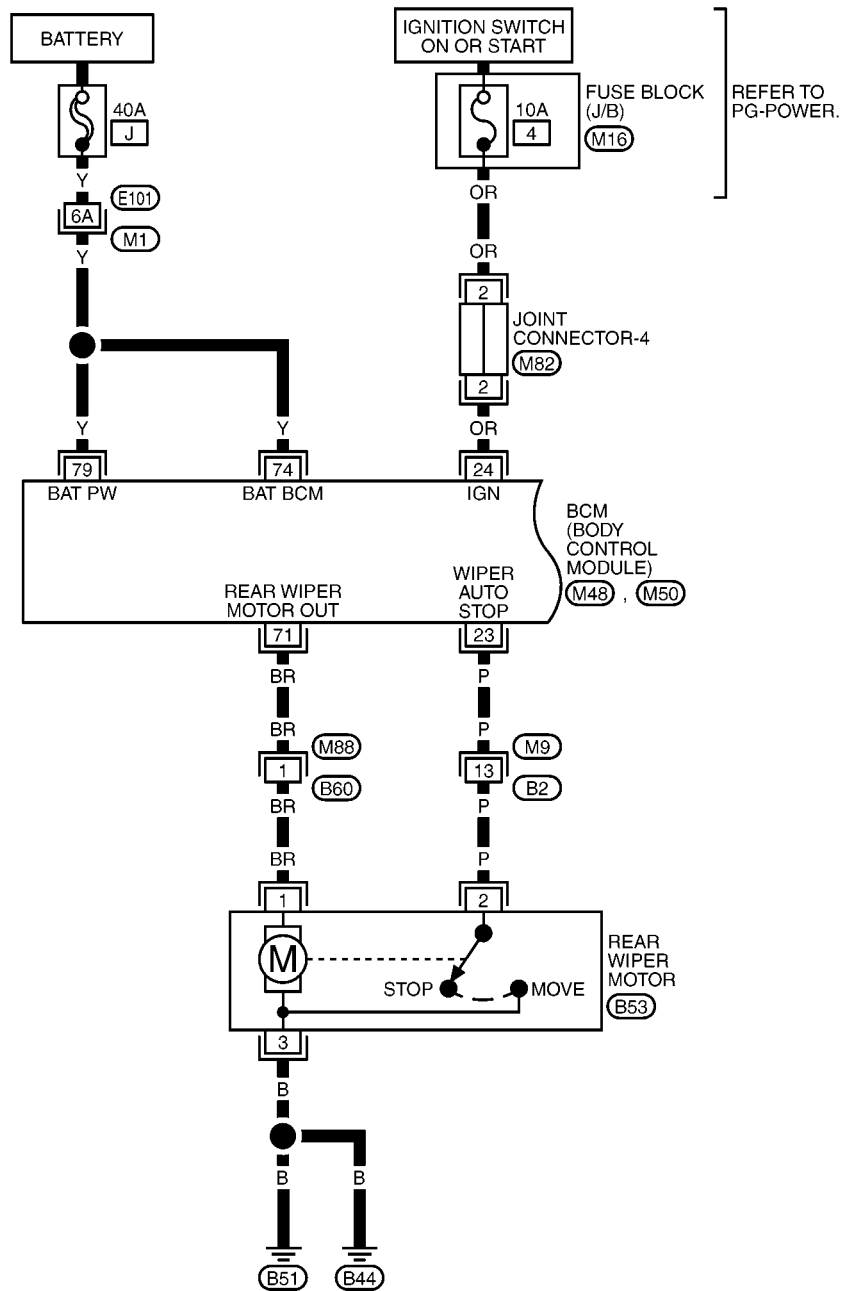 BATTERY
IGNITION SWITCH
ON OR START
40A
J
10A
4
FUSE BLOCK
(J/B)
M16
REFER TO
PG-POWER.
Y
OR
E101
6A
M1
Y
OR
2
JOINT
CONNECTOR-4
M82
2
Y
Y
OR
79
74
24
BAT PW
BAT BCM
IGN
BCM
(BODY
CONTROL
MODULE)
M48 , M50
REAR WIPER
MOTOR OUT
WIPER
AUTO
STOP
71
23
BR
P
BR
P
M88
M9
1
13
B60
B2
BR
P
BR
P
1
2
M
STOP
MOVE
REAR
WIPER
MOTOR
B53
3
B
B
B
B51
B44